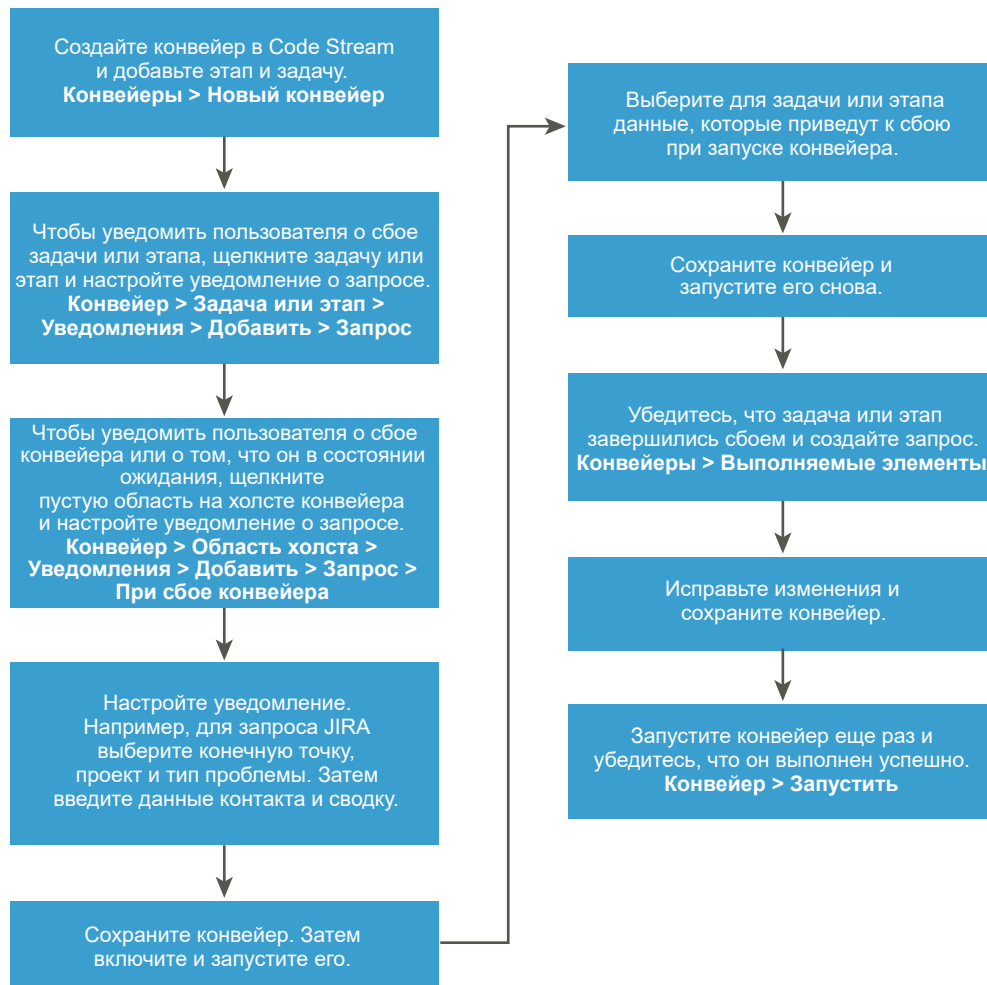 Создайте конвейер в Code Stream
и добавьте этап и задачу.
Конвейеры > Новый конвейер
Чтобы уведомить пользователя о сбое
задачи или этапа, щелкните задачу или
этап и настройте уведомление о запросе.
Конвейер > Задача или этап >
Уведомления > Добавить > Запрос
Чтобы уведомить пользователя о сбое
конвейера или о том, что он в состоянии
ожидания, щелкните
пустую область на холсте конвейера
и настройте уведомление о запросе.
Конвейер > Область холста >
Уведомления > Добавить > Запрос >
При сбое конвейера
Настройте уведомление.
Например, для запроса JIRA
выберите конечную точку,
проект и тип проблемы. Затем
введите данные контакта и сводку.
Сохраните конвейер. Затем
включите и запустите его.
Выберите для задачи или этапа
данные, которые приведут к сбою
при запуске конвейера.
Сохраните конвейер и
запустите его снова.
Убедитесь, что задача или этап
завершились сбоем и создайте запрос.
Конвейеры > Выполняемые элементы
Исправьте изменения и
сохраните конвейер.
Запустите конвейер еще раз и
убедитесь, что он выполнен успешно.
Конвейер > Запустить